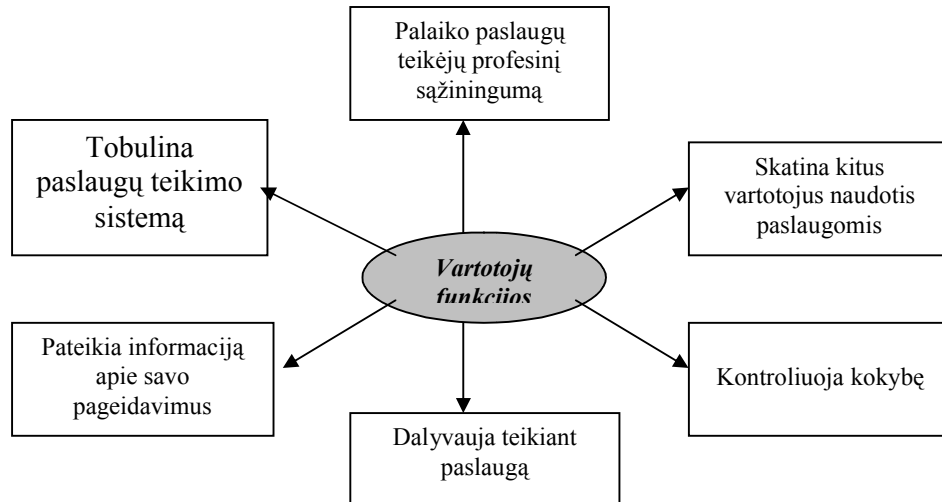 Palaiko paslaugų
teikėjų profesinį
sąžiningumą
Tobulina
paslaugų teikimo
sistemą
Skatina kitus
vartotojus naudotis
paslaugomis
Vartotojų
funkcijos
Pateikia informaciją
apie savo
pageidavimus
Kontroliuoja kokybę
Dalyvauja teikiant
paslaugą